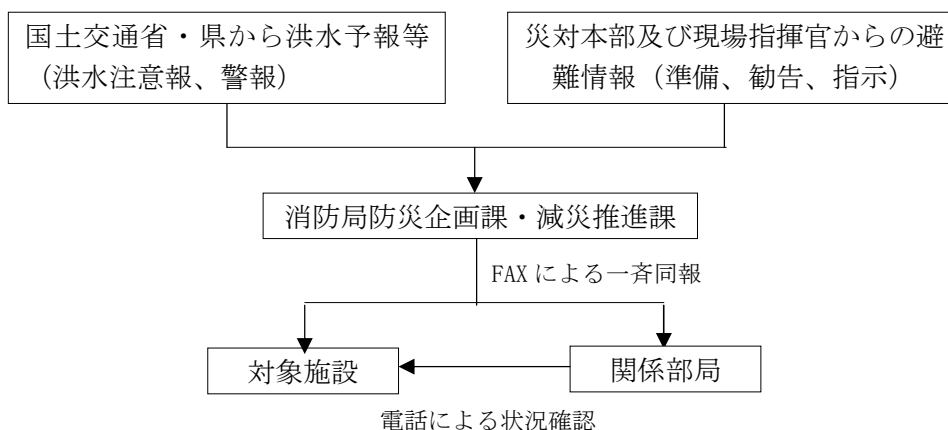 国土交通省・県から洪水予報等
（洪水注意報、警報）
災対本部及び現場指揮官からの避
難情報（準備、勧告、指示）
消防局防災企画課・減災推進課
FAX による一斉同報
対象施設
関係部局
電話による状況確認